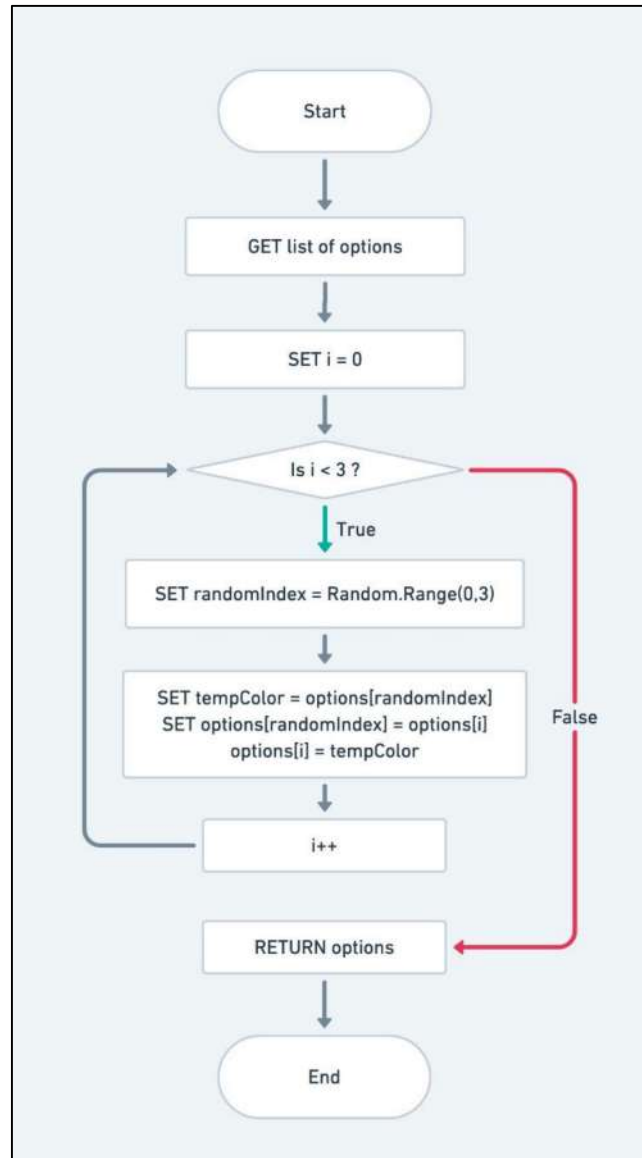 Start
GET list of options
SET i = 0
Is i < 3 ?
True
SET randomIndex = Random.Range(0,3)
SET tempColor = options[randomIndex]
SET options[randomIndex] = options[i]
options[i] = tempColor
False
i++
RETURN options
End